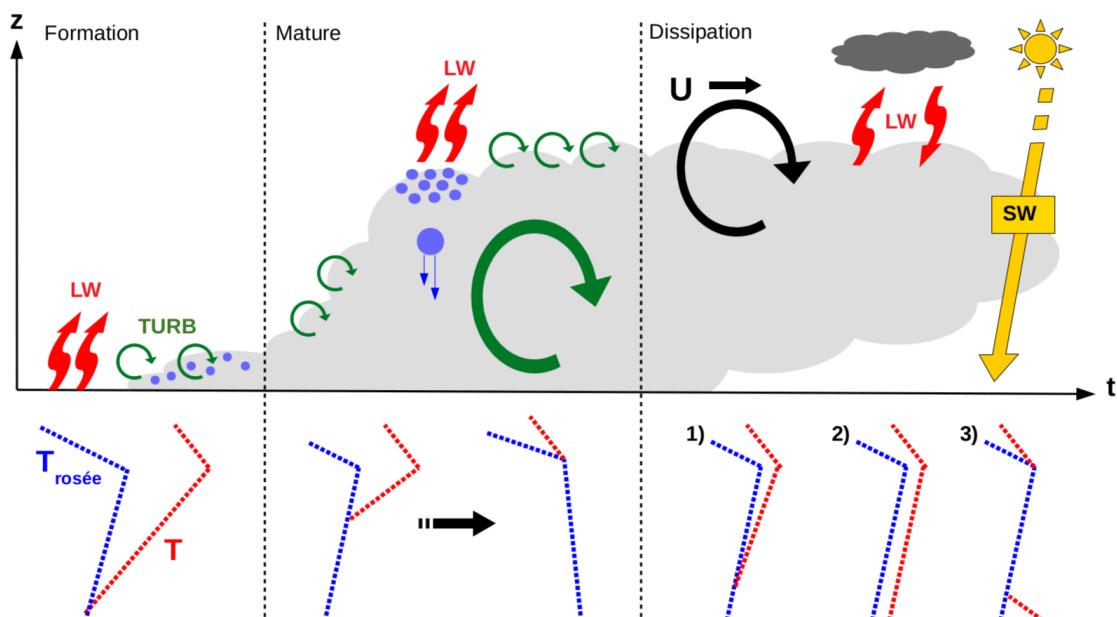 z
Formation
Mature
Dissipation
LW
U
LW
SW
LW
TURB
t
T rosée
T
1)
2)
3)